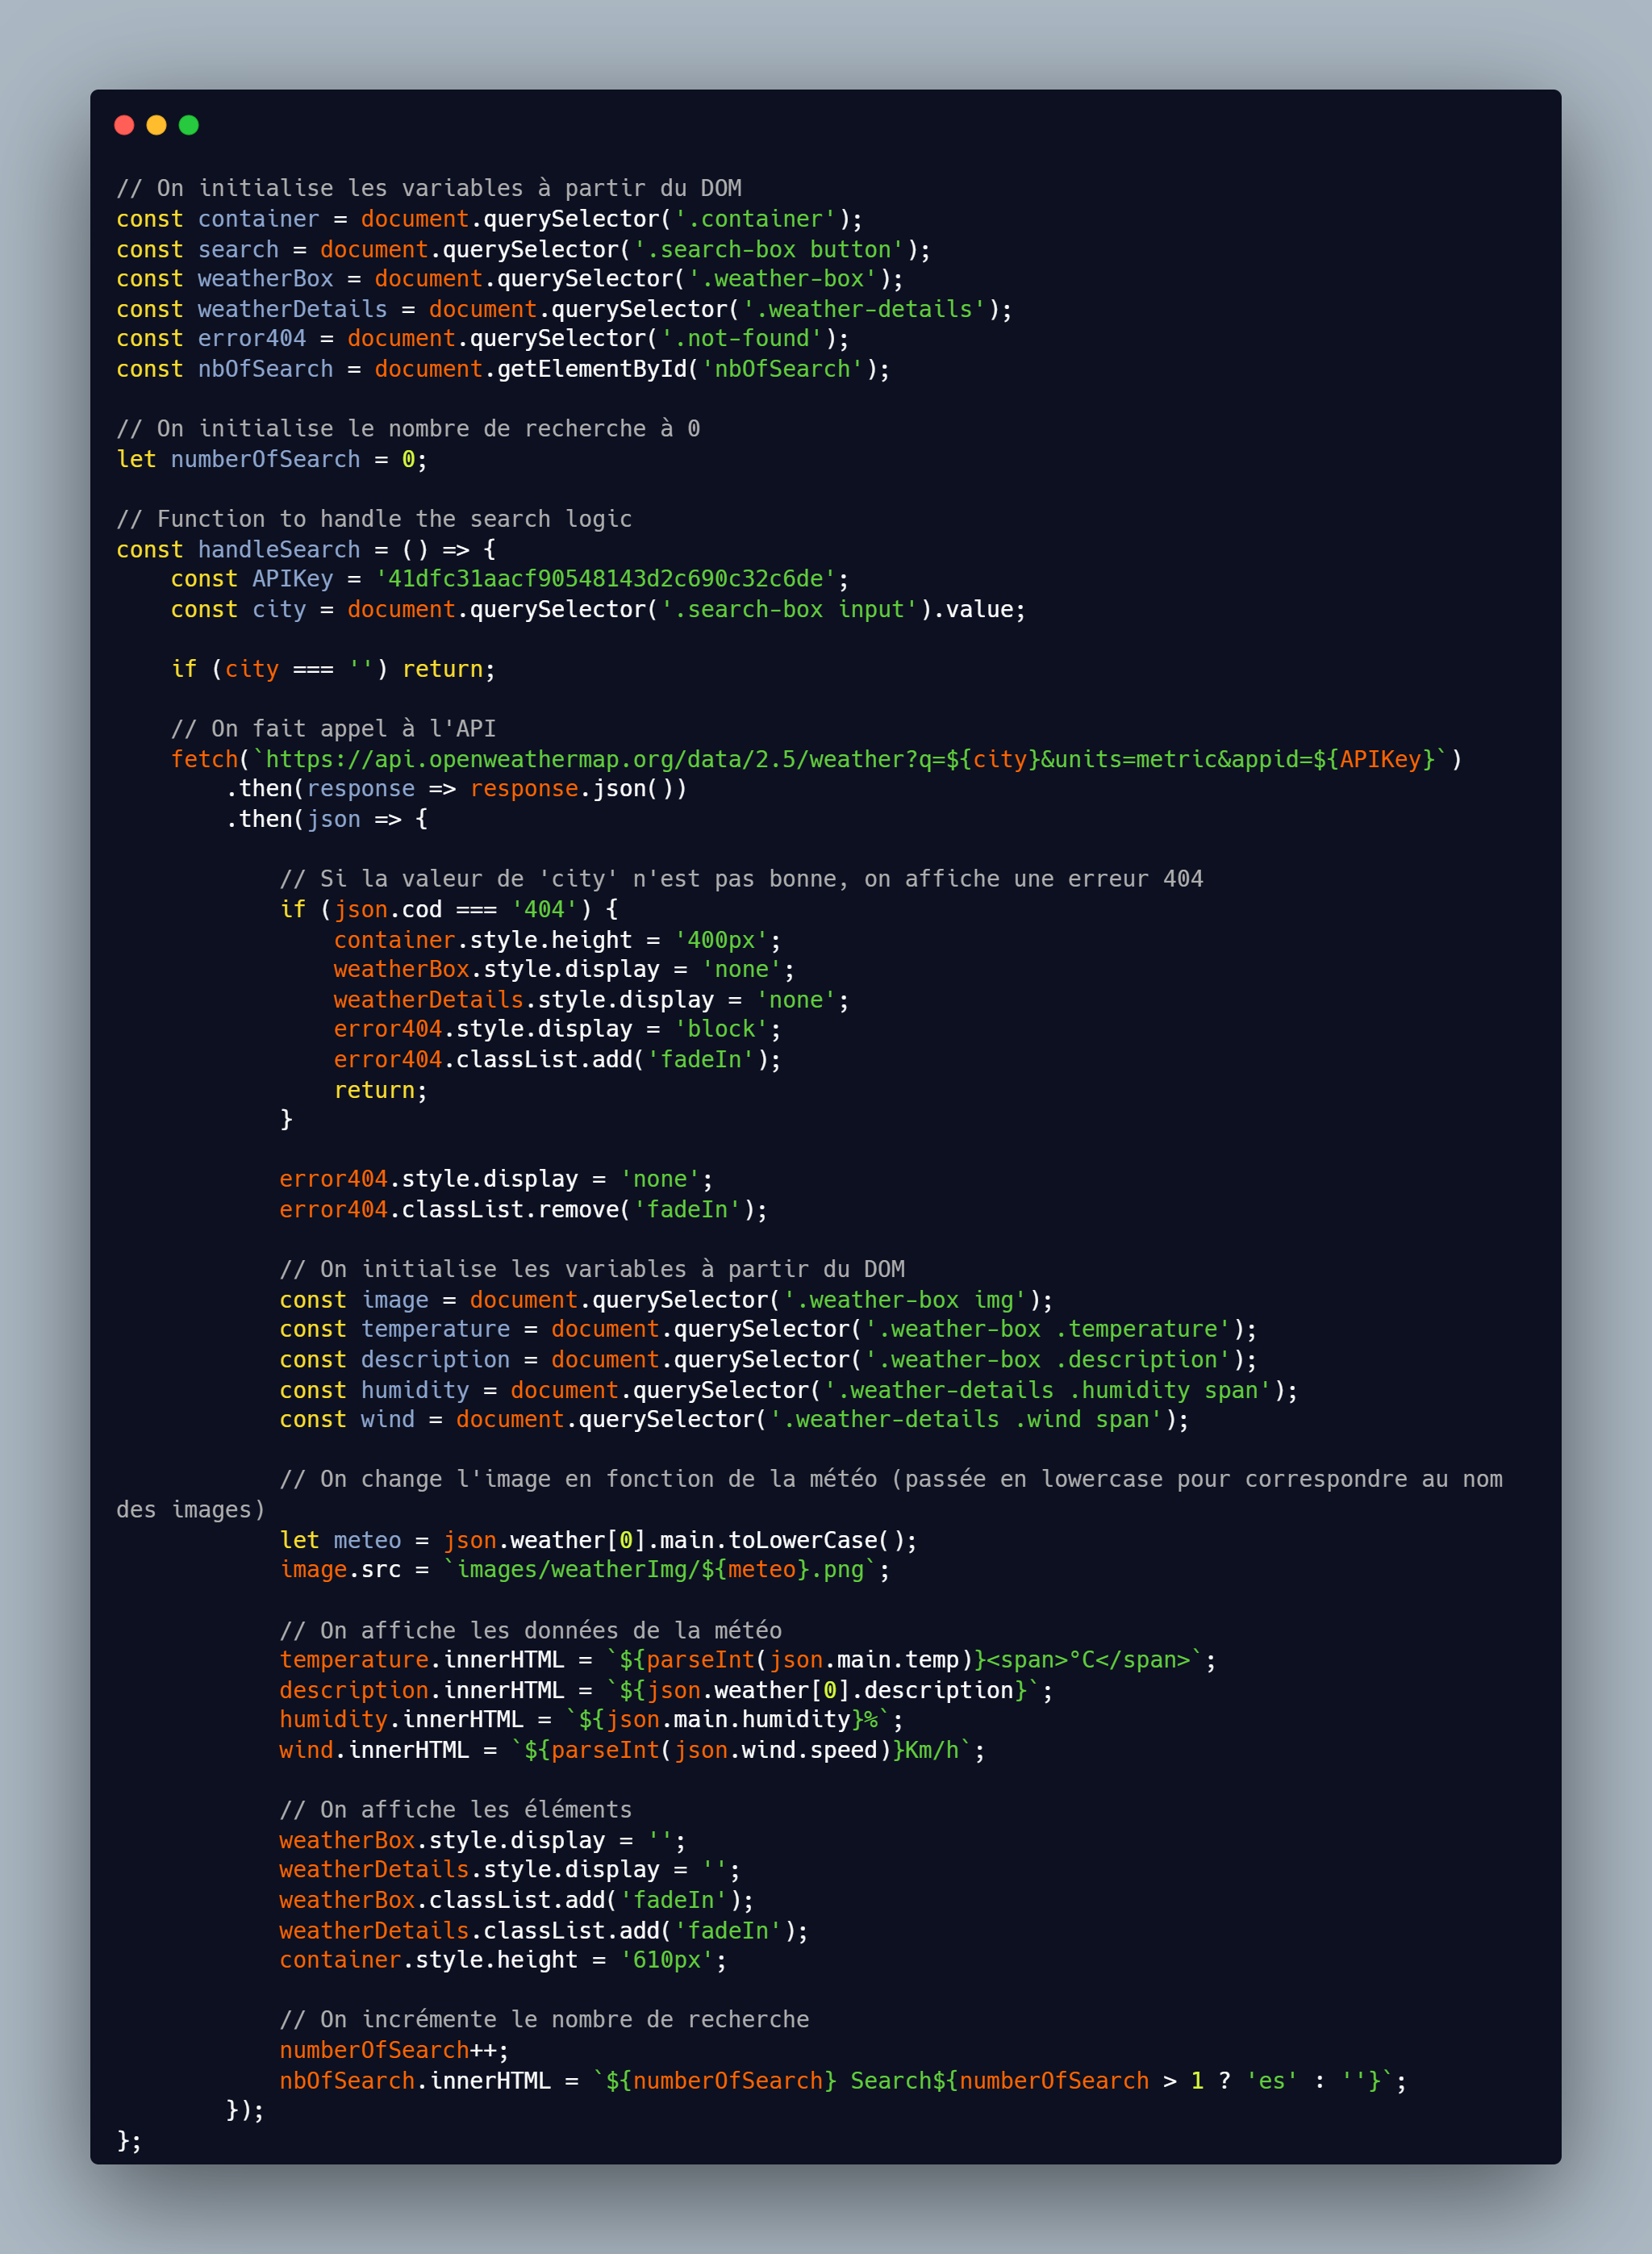 // On initialise les variables à partir du DOM
const container = document.querySelector('.container');
const search = document.querySelector('.search-box button');
const weatherBox = document.querySelector('.weather-box');
const weatherDetails = document.querySelector('.weather-details');
const error404 = document.querySelector('.not-found');
const nbOfSearch = document.getElementById('nbOfSearch');

// On initialise le nombre de recherche à 0
let numberOfSearch = 0;

// Function to handle the search logic
const handleSearch = () => {
    const APIKey = '41dfc31aacf90548143d2c690c32c6de';
    const city = document.querySelector('.search-box input').value;

    if (city === '') return;

    // On fait appel à l'API
    fetch(`https://api.openweathermap.org/data/2.5/weather?q=${city}&units=metric&appid=${APIKey}`)
        .then(response => response.json())
        .then(json => {

            // Si la valeur de 'city' n'est pas bonne, on affiche une erreur 404
            if (json.cod === '404') {
                container.style.height = '400px';
                weatherBox.style.display = 'none';
                weatherDetails.style.display = 'none';
                error404.style.display = 'block';
                error404.classList.add('fadeIn');
                return;
            }

            error404.style.display = 'none';
            error404.classList.remove('fadeIn');

            // On initialise les variables à partir du DOM
            const image = document.querySelector('.weather-box img');
            const temperature = document.querySelector('.weather-box .temperature');
            const description = document.querySelector('.weather-box .description');
            const humidity = document.querySelector('.weather-details .humidity span');
            const wind = document.querySelector('.weather-details .wind span');

            // On change l'image en fonction de la météo (passée en lowercase pour correspondre au nom
des images)
            let meteo = json.weather[0].main.toLowerCase();
            image.src = `images/weatherImg/${meteo}.png`;

            // On affiche les données de la météo
            temperature.innerHTML = `${parseInt(json.main.temp)}<span>°C</span>`;
            description.innerHTML = `${json.weather[0].description}`;
            humidity.innerHTML = `${json.main.humidity}%`;
            wind.innerHTML = `${parseInt(json.wind.speed)}Km/h`;

            // On affiche les éléments
            weatherBox.style.display = '';
            weatherDetails.style.display = '';
            weatherBox.classList.add('fadeIn');
            weatherDetails.classList.add('fadeIn');
            container.style.height = '610px';

            // On incrémente le nombre de recherche
            numberOfSearch++;
            nbOfSearch.innerHTML = `${numberOfSearch} Search${numberOfSearch > 1 ? 'es' : ''}`;
        });
};